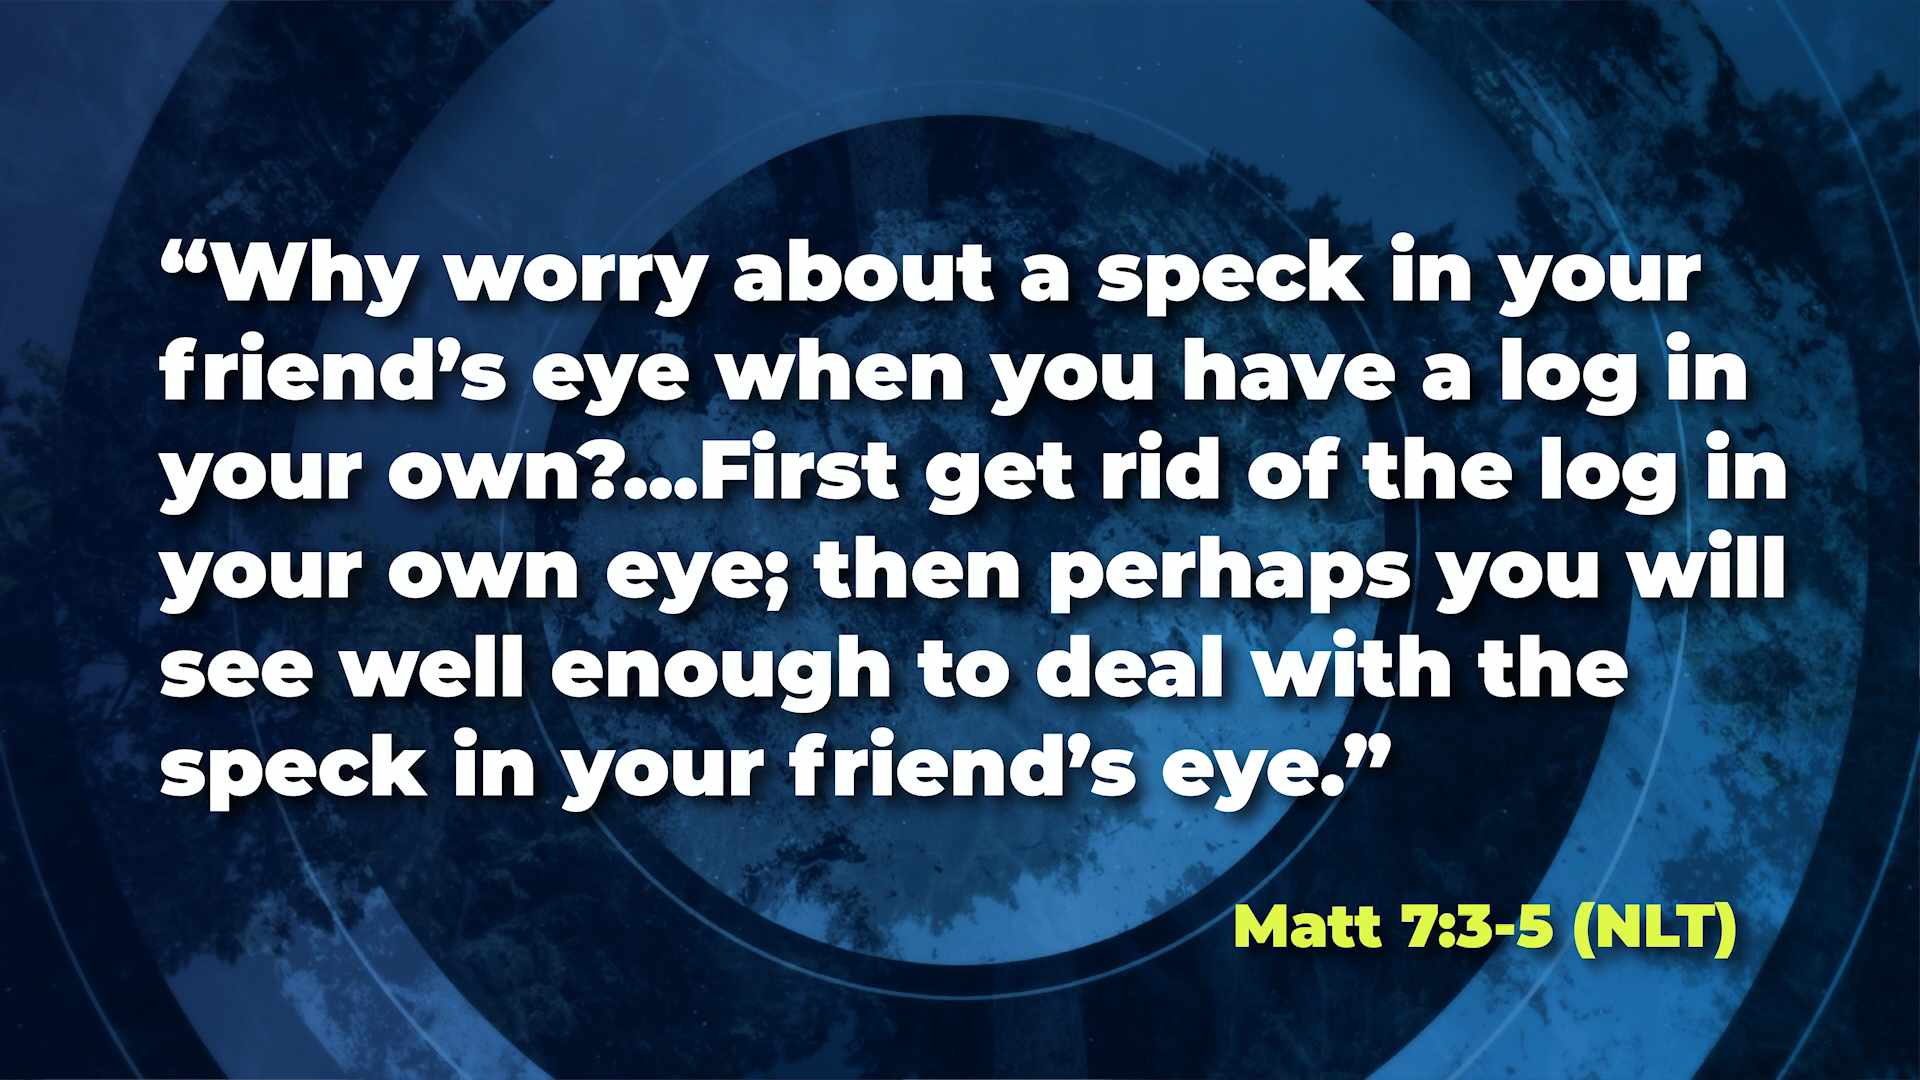 “Why worry about a speck in your
friend’s eye when you have a log in
your own?...First get rid of the log in
your own eye; then perhaps you will
see well enough to deal with the
speck in your friend’s eye.”
Matt 7:3-5 (NLT)